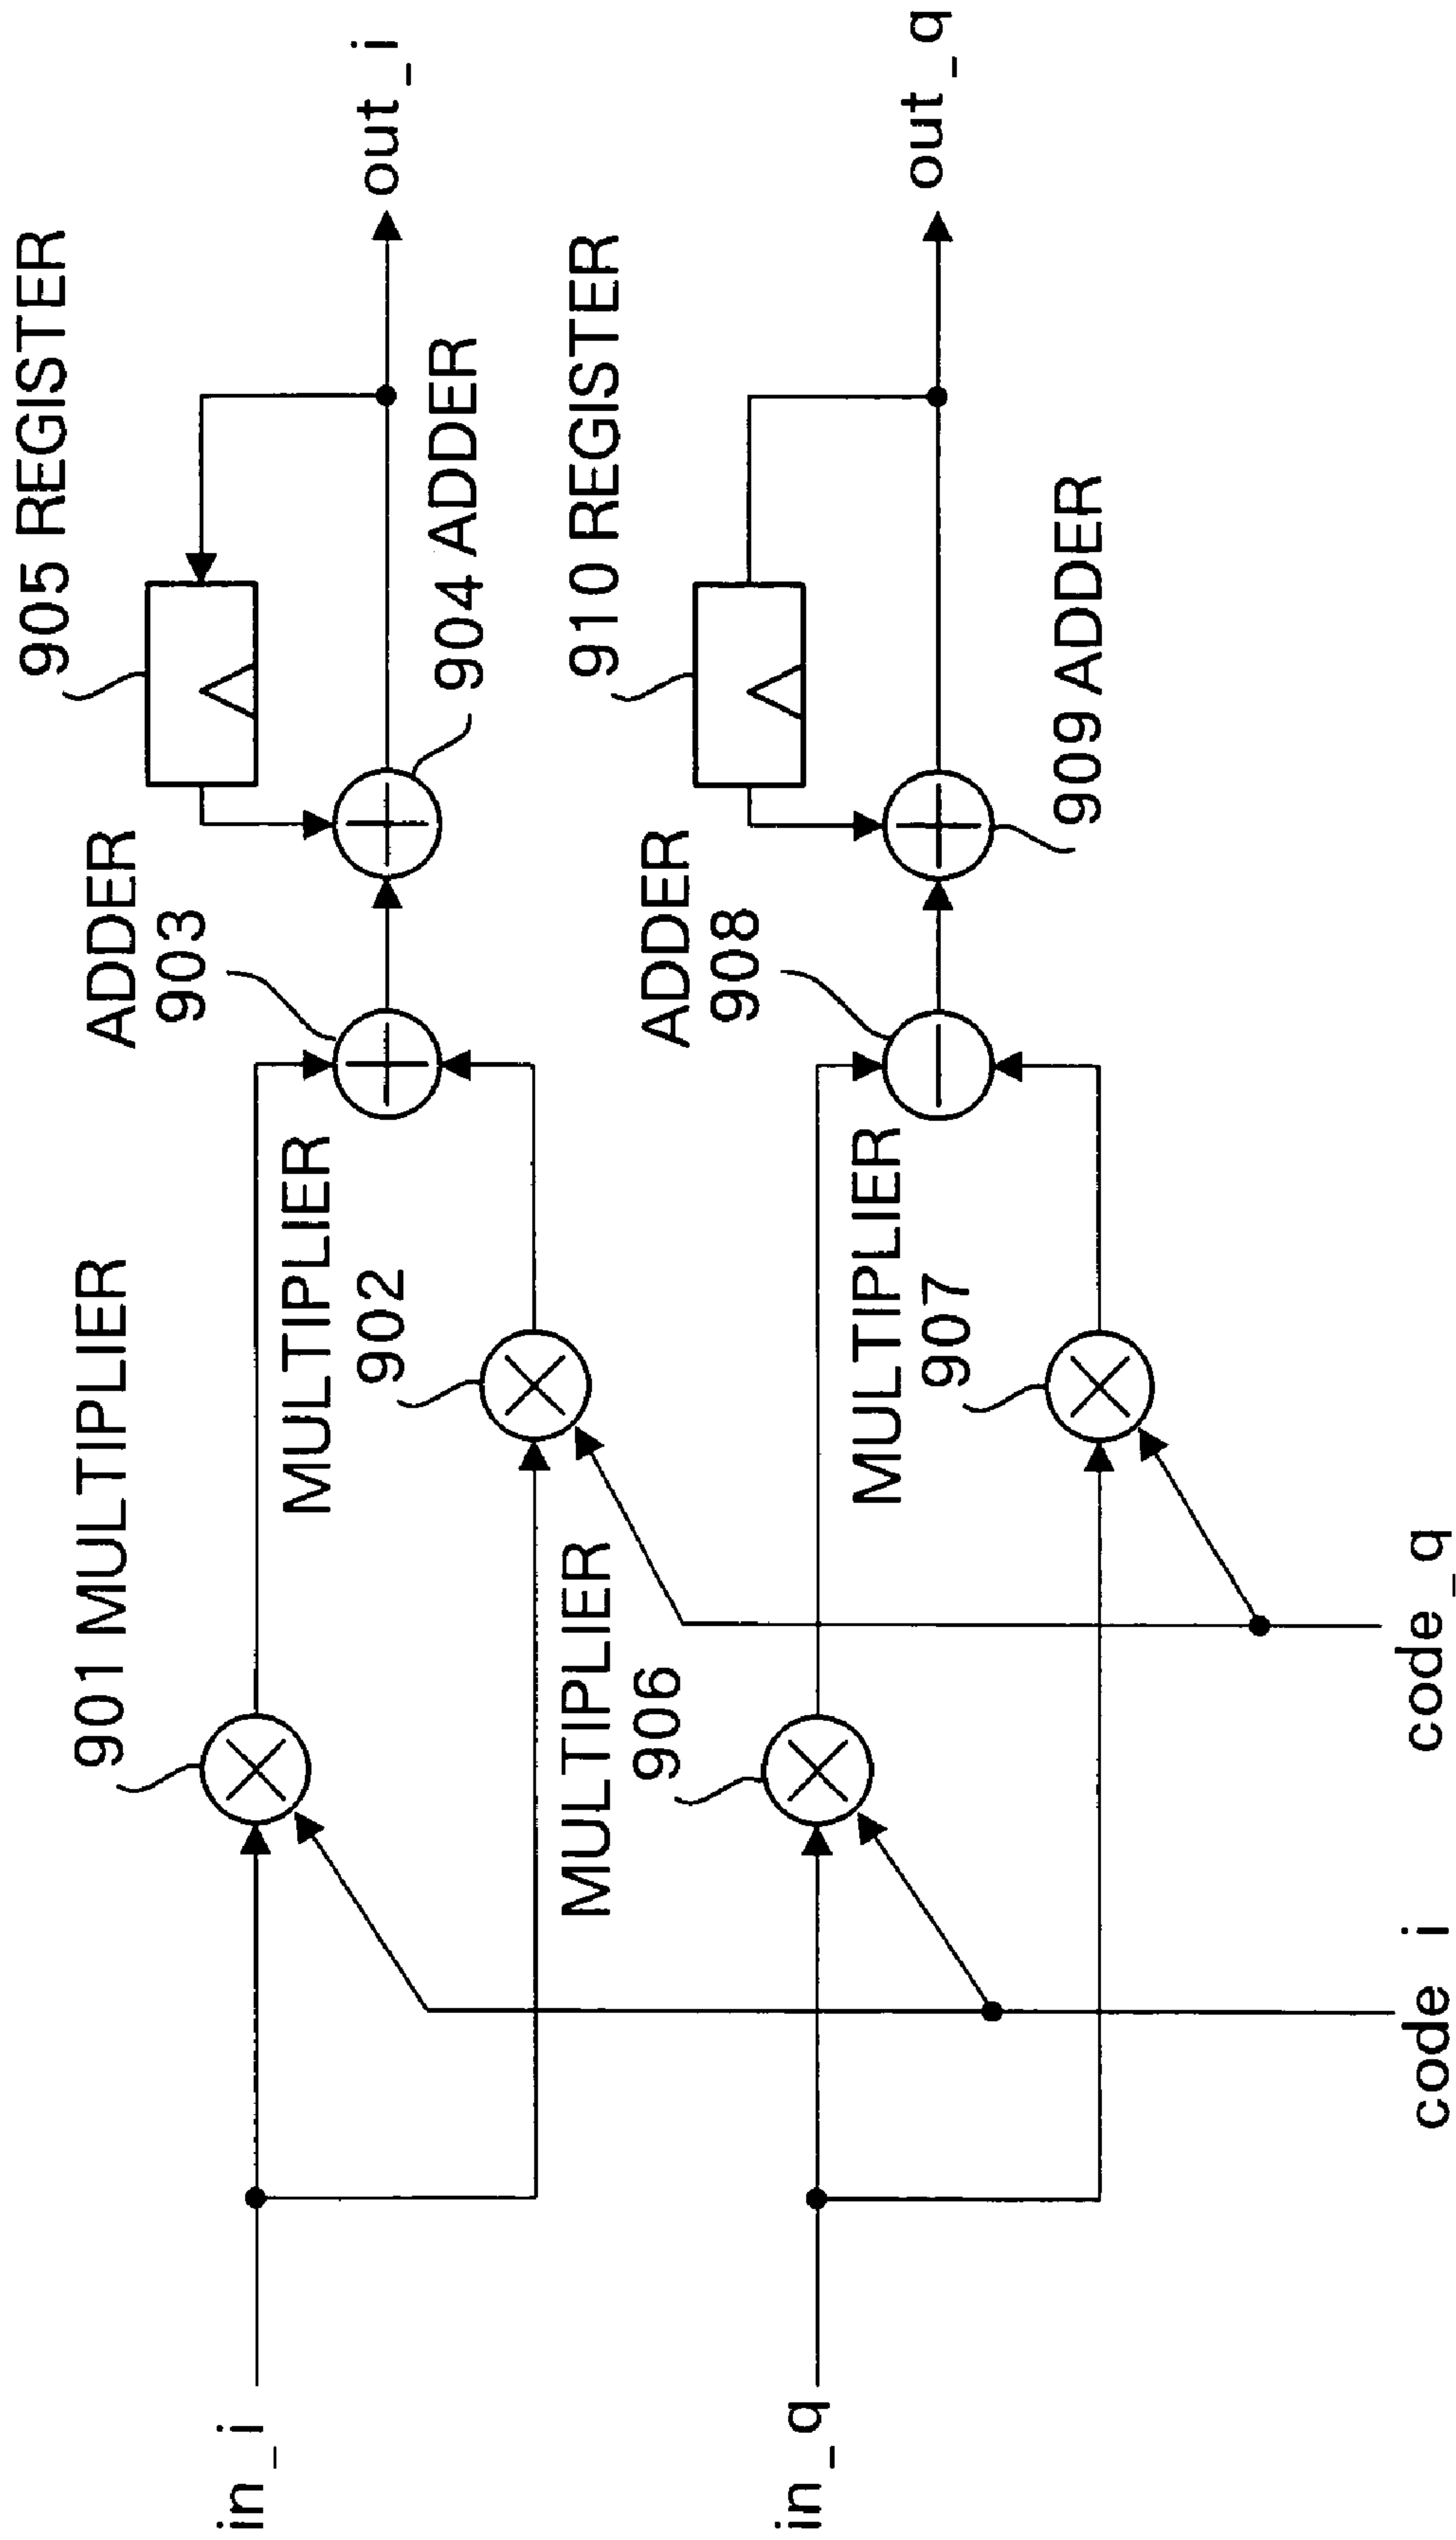 905 REGISTER
out_i
904 ADDER
ADDER
903
901 MULTIPLIER
MULTIPLIER
902
in_i
910 REGISTER
out_q
909 ADDER
ADDER
908
MULTIPLIER
906
MULTIPLIER
907
in_q
code i
code_q